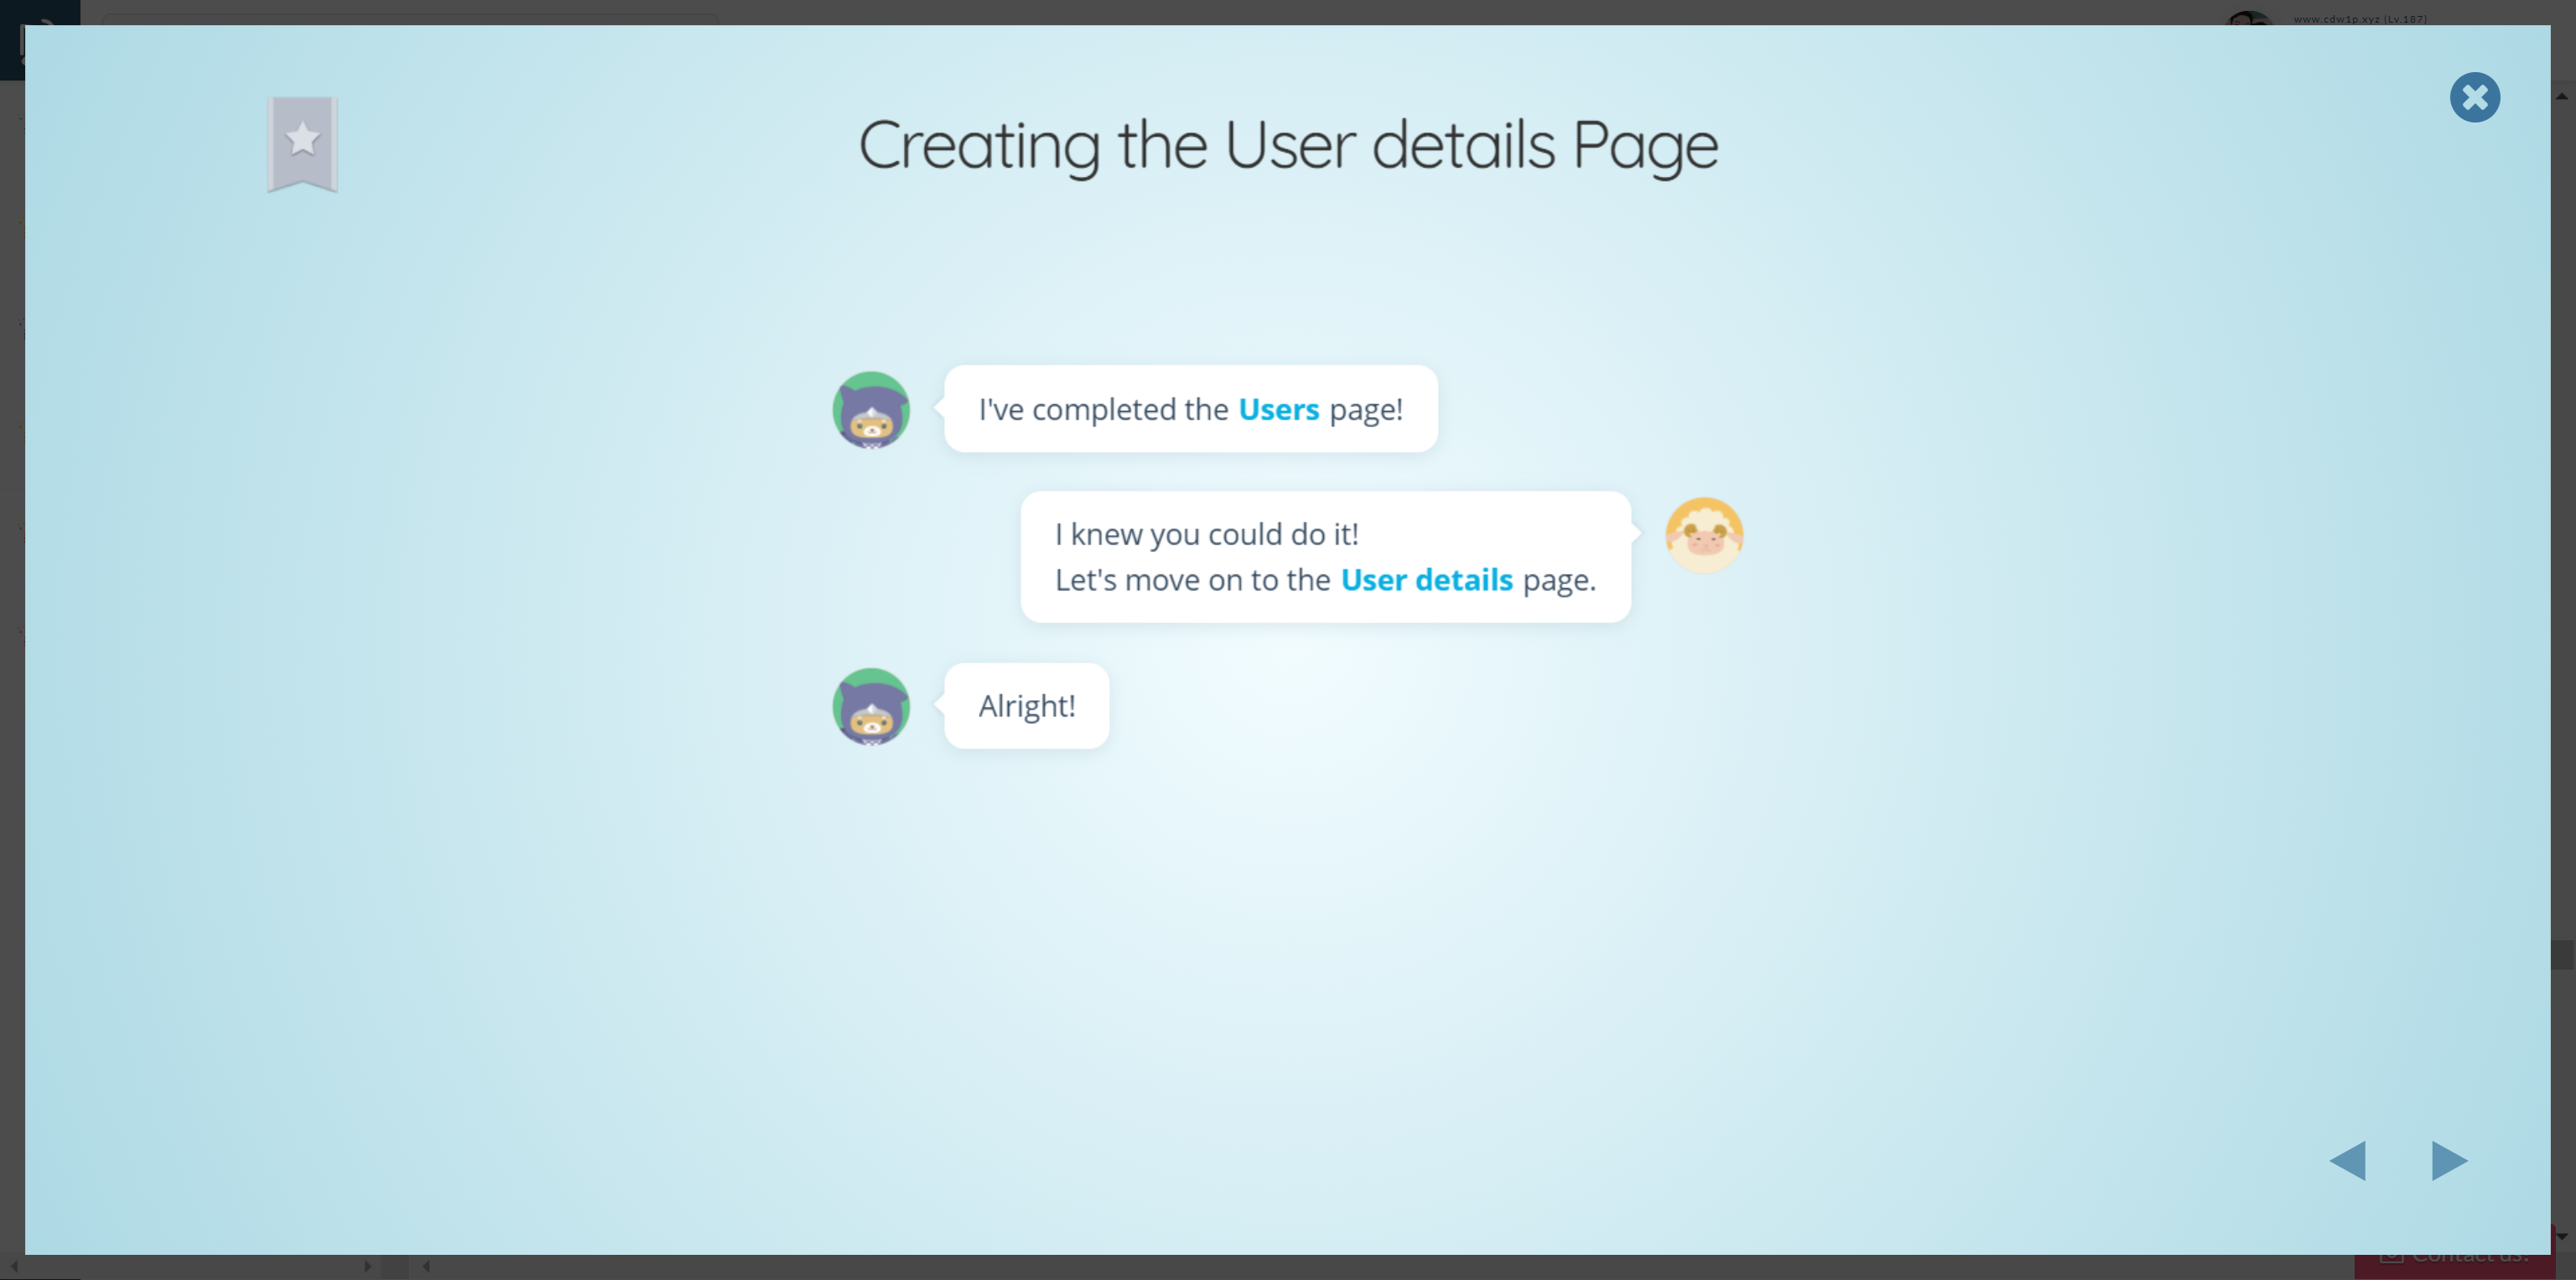 www.cdw1p.xyz (Lv.187)
Creating the User details Page
I've completed the Users page!
I knew you could do it!
Let's move on to the User details page.
Alright!
Contact us!